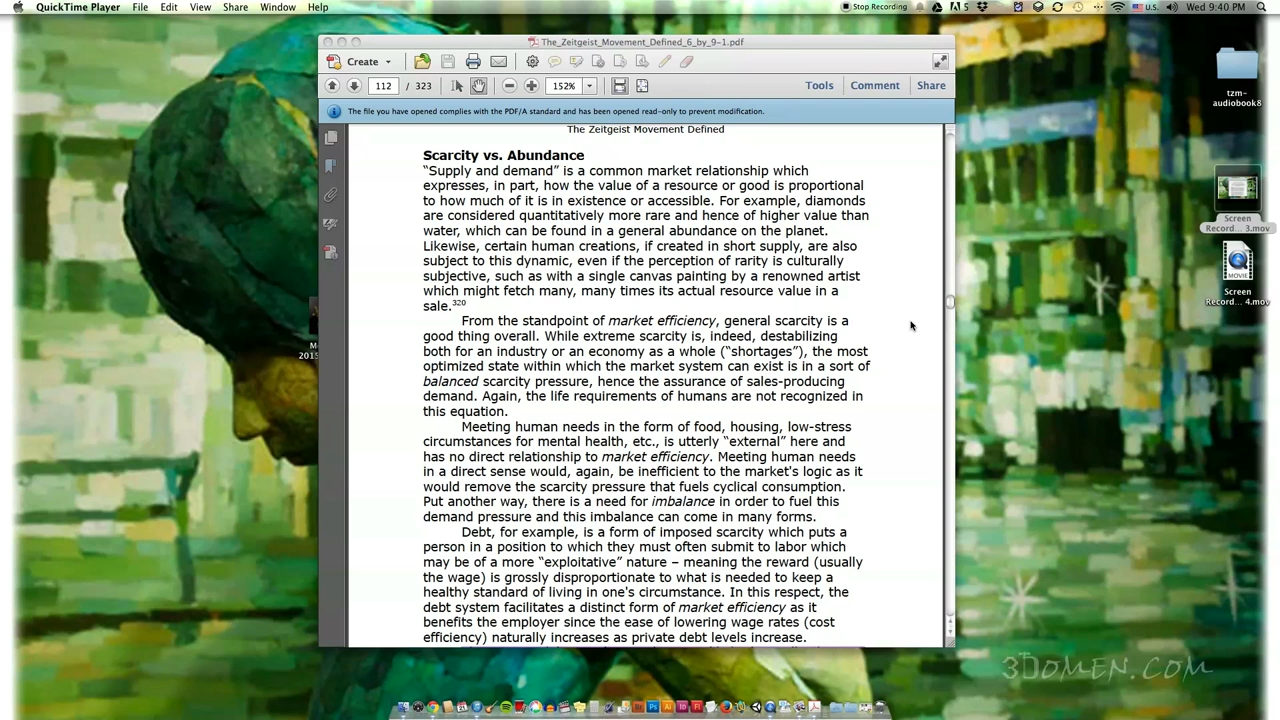 QuickTime Player File Edit View Share Window Help Stop Recording 5 U.S. Wed 9:40 PM
The_Zeitgeist_Movement_Defined_6_by_9-1.pdf
Create
112 / 323 152% Tools Comment Share
The file you have opened complies with the PDF/A standard and has been opened read-only to prevent modification.
The Zeitgeist Movement Defined
Scarcity vs. Abundance
“Supply and demand” is a common market relationship which
expresses, in part, how the value of a resource or good is proportional
to how much of it is in existence or accessible. For example, diamonds
are considered quantitatively more rare and hence of higher value than
water, which can be found in a general abundance on the planet.
Likewise, certain human creations, if created in short supply, are also
subject to this dynamic, even if the perception of rarity is culturally
subjective, such as with a single canvas painting by a renowned artist
which might fetch many, many times its actual resource value in a
sale.320
From the standpoint of market efficiency, general scarcity is a
good thing overall. While extreme scarcity is, indeed, destabilizing
both for an industry or an economy as a whole (“shortages”), the most
optimized state within which the market system can exist is in a sort of
balanced scarcity pressure, hence the assurance of sales-producing
demand. Again, the life requirements of humans are not recognized in
this equation.
Meeting human needs in the form of food, housing, low-stress
circumstances for mental health, etc., is utterly “external” here and
has no direct relationship to market efficiency. Meeting human needs
in a direct sense would, again, be inefficient to the market's logic as it
would remove the scarcity pressure that fuels cyclical consumption.
Put another way, there is a need for imbalance in order to fuel this
demand pressure and this imbalance can come in many forms.
Debt, for example, is a form of imposed scarcity which puts a
person in a position to which they must often submit to labor which
may be of a more “exploitative” nature – meaning the reward (usually
the wage) is grossly disproportionate to what is needed to keep a
healthy standard of living in one's circumstance. In this respect, the
debt system facilitates a distinct form of market efficiency as it
benefits the employer since the ease of lowering wage rates (cost
efficiency) naturally increases as private debt levels increase.
tzm-
audiobook8
Screen
Record... 3.mov
MOVIE
Screen
Record... 4.mov
3DOMEN.COM